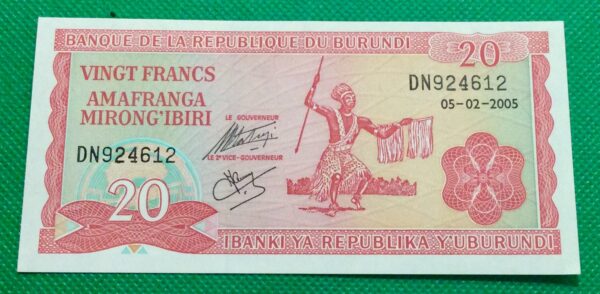 BANQUE DE LA REPUBLIQUE DU BURUNDI
20
VINGT FRANCS
AMAFRANGA
MIRONG'IBIRI
DN924612
05-02-2005
LE GOUVERNEUR
LE 2e VICE-GOUVERNEUR
DN924612
20
IBANKI YA REPUBLIKA Y'UBURUNDI